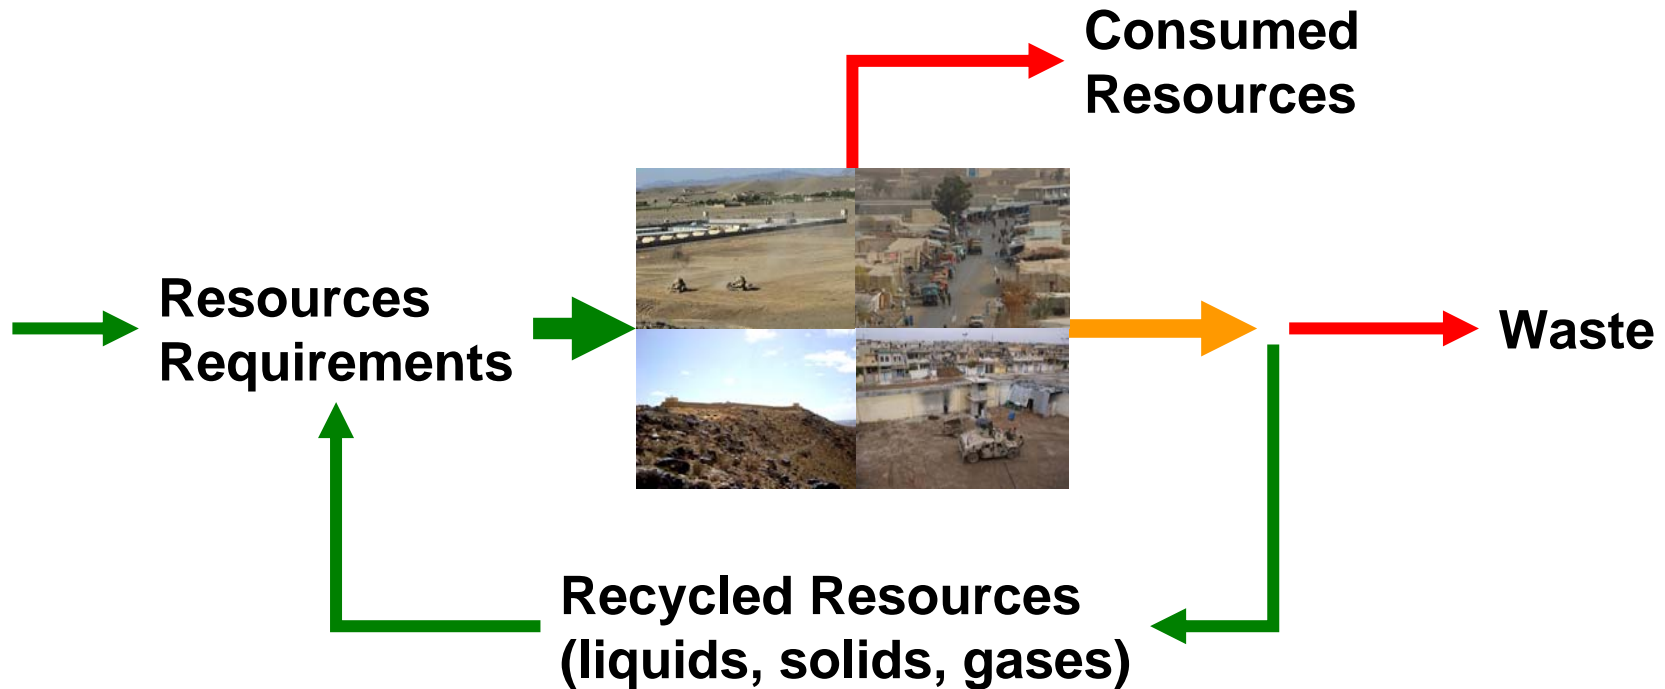 Consumed
Resources
Resources
Requirements
Waste
Recycled Resources
(liquids, solids, gases)